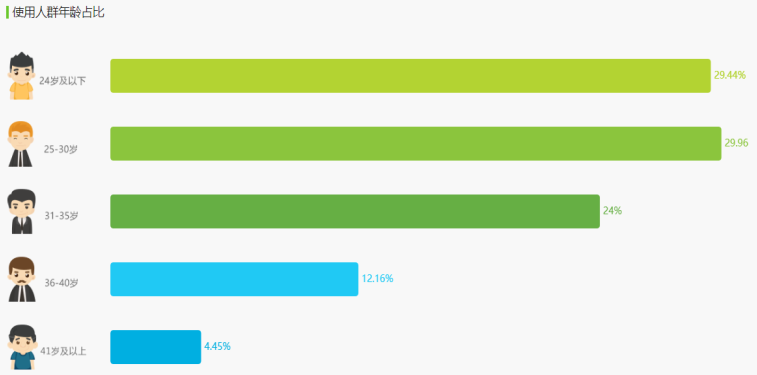 使用人群年龄占比
24岁及以下 29.44%
25-30岁 29.96
31-35岁 24%
36-40岁 12.16%
41岁及以上 4.45%